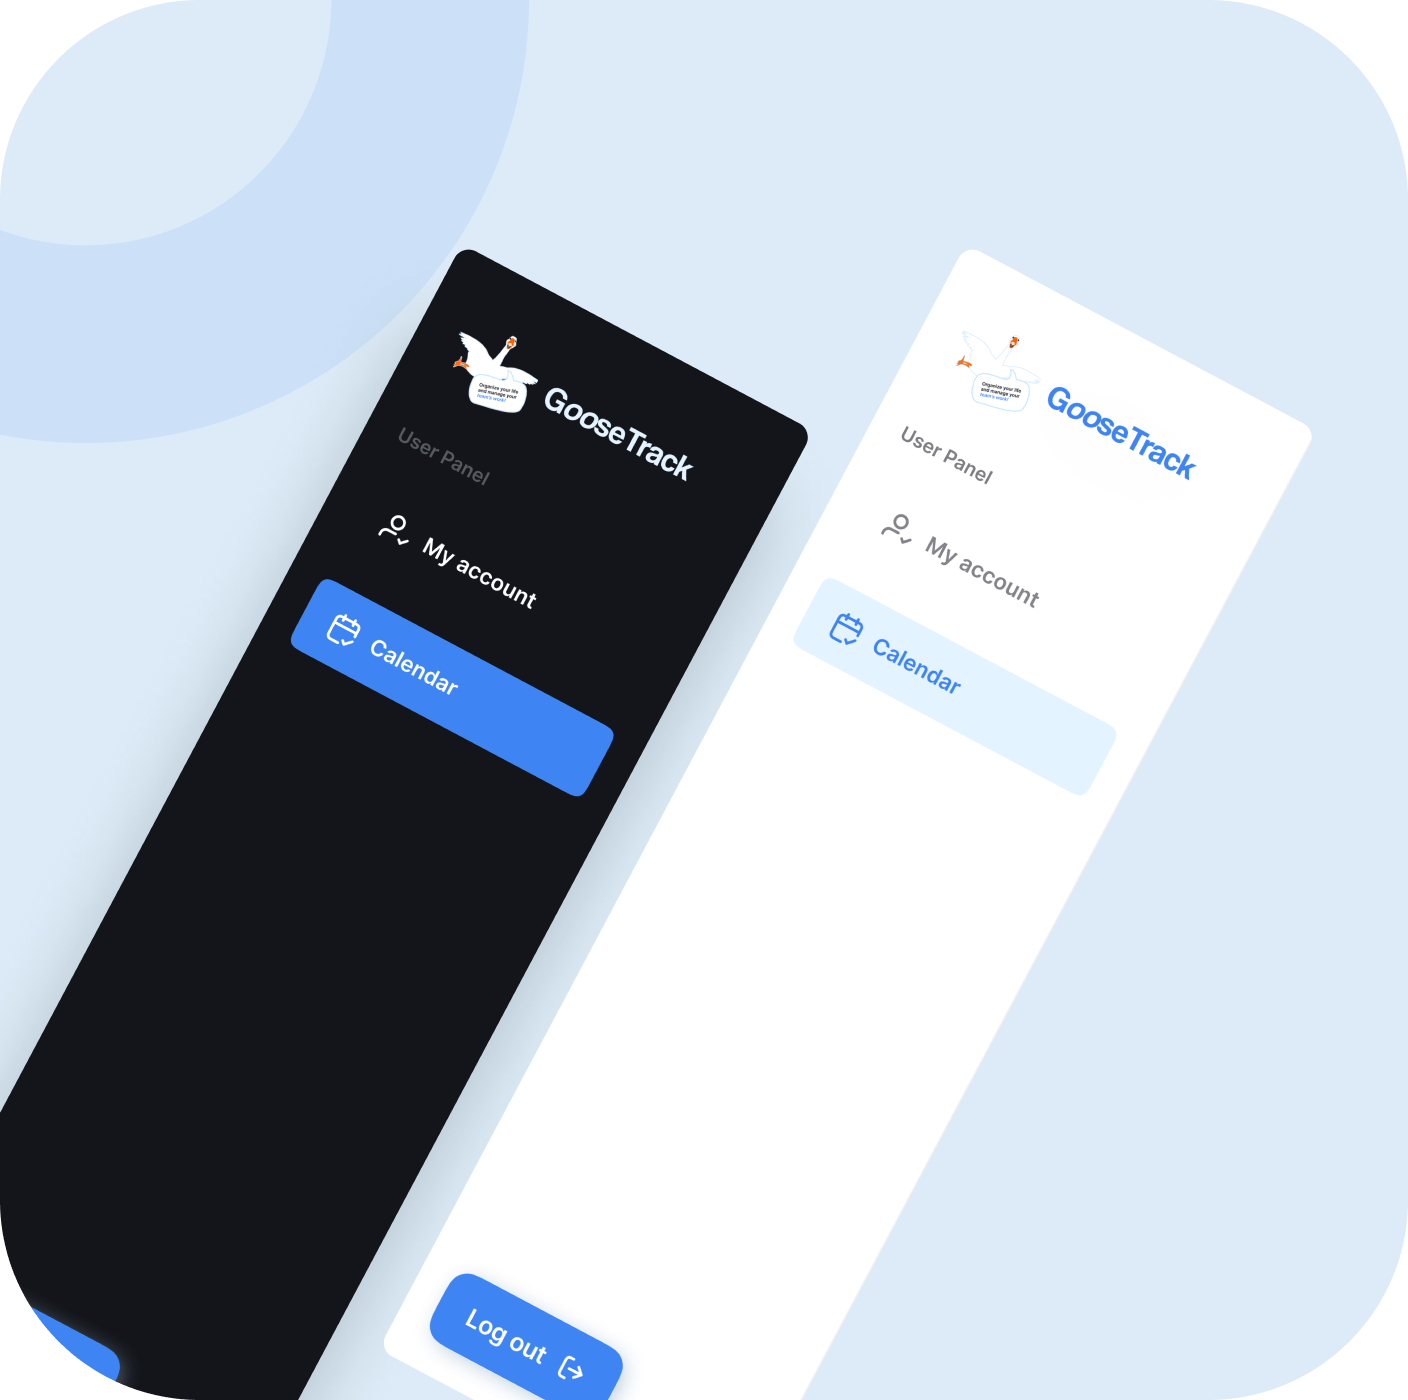 Organize your life
and manage your
team's work!
GooseTrack
User Panel
My account
Calendar
Organize your life
and manage your
team's work!
GooseTrack
User Panel
My account
Calendar
Log out